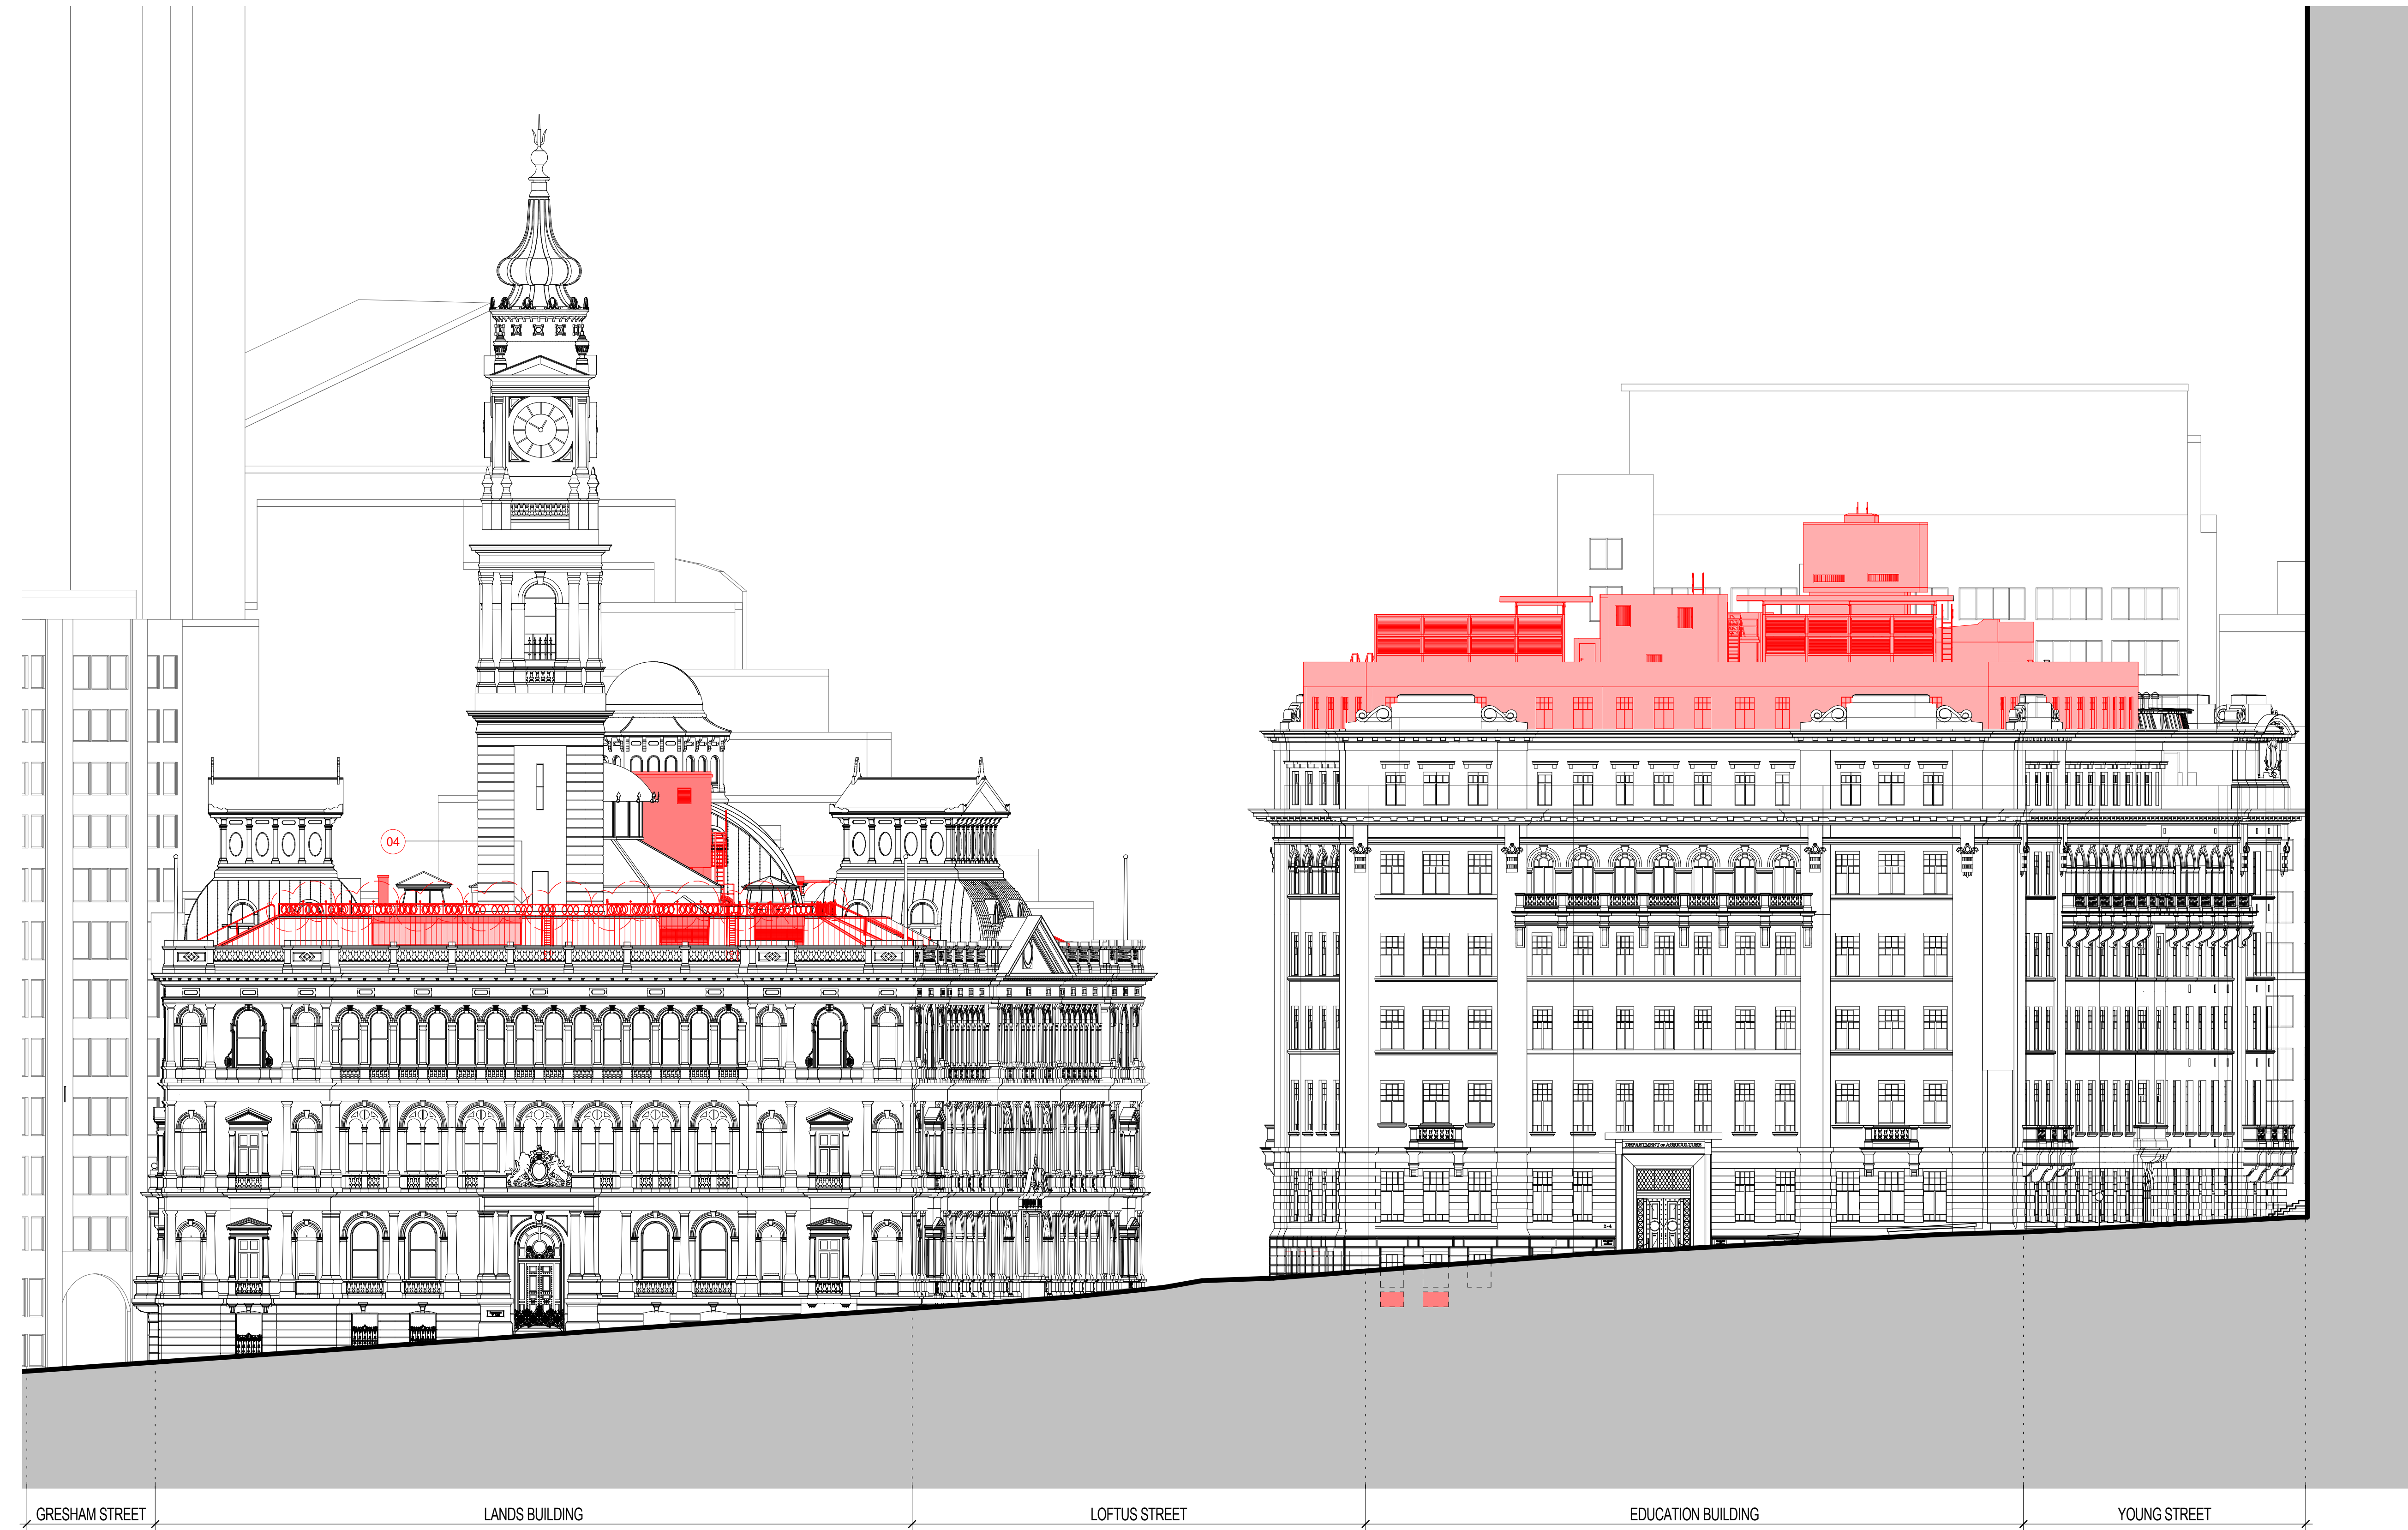 04
DEPARTMENT OF AGRICULTURE
GRESHAM STREET
LANDS BUILDING
LOFTUS STREET
EDUCATION BUILDING
YOUNG STREET